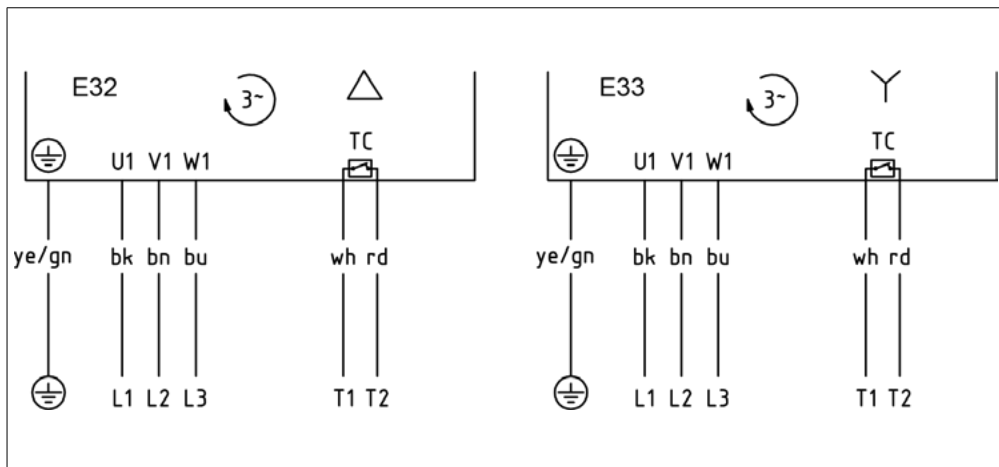 E32
3~
TC
U1 V1 W1
ye/gn bk bn bu wh rd
L1 L2 L3 T1 T2
E33
3~
TC
U1 V1 W1
ye/gn bk bn bu wh rd
L1 L2 L3 T1 T2